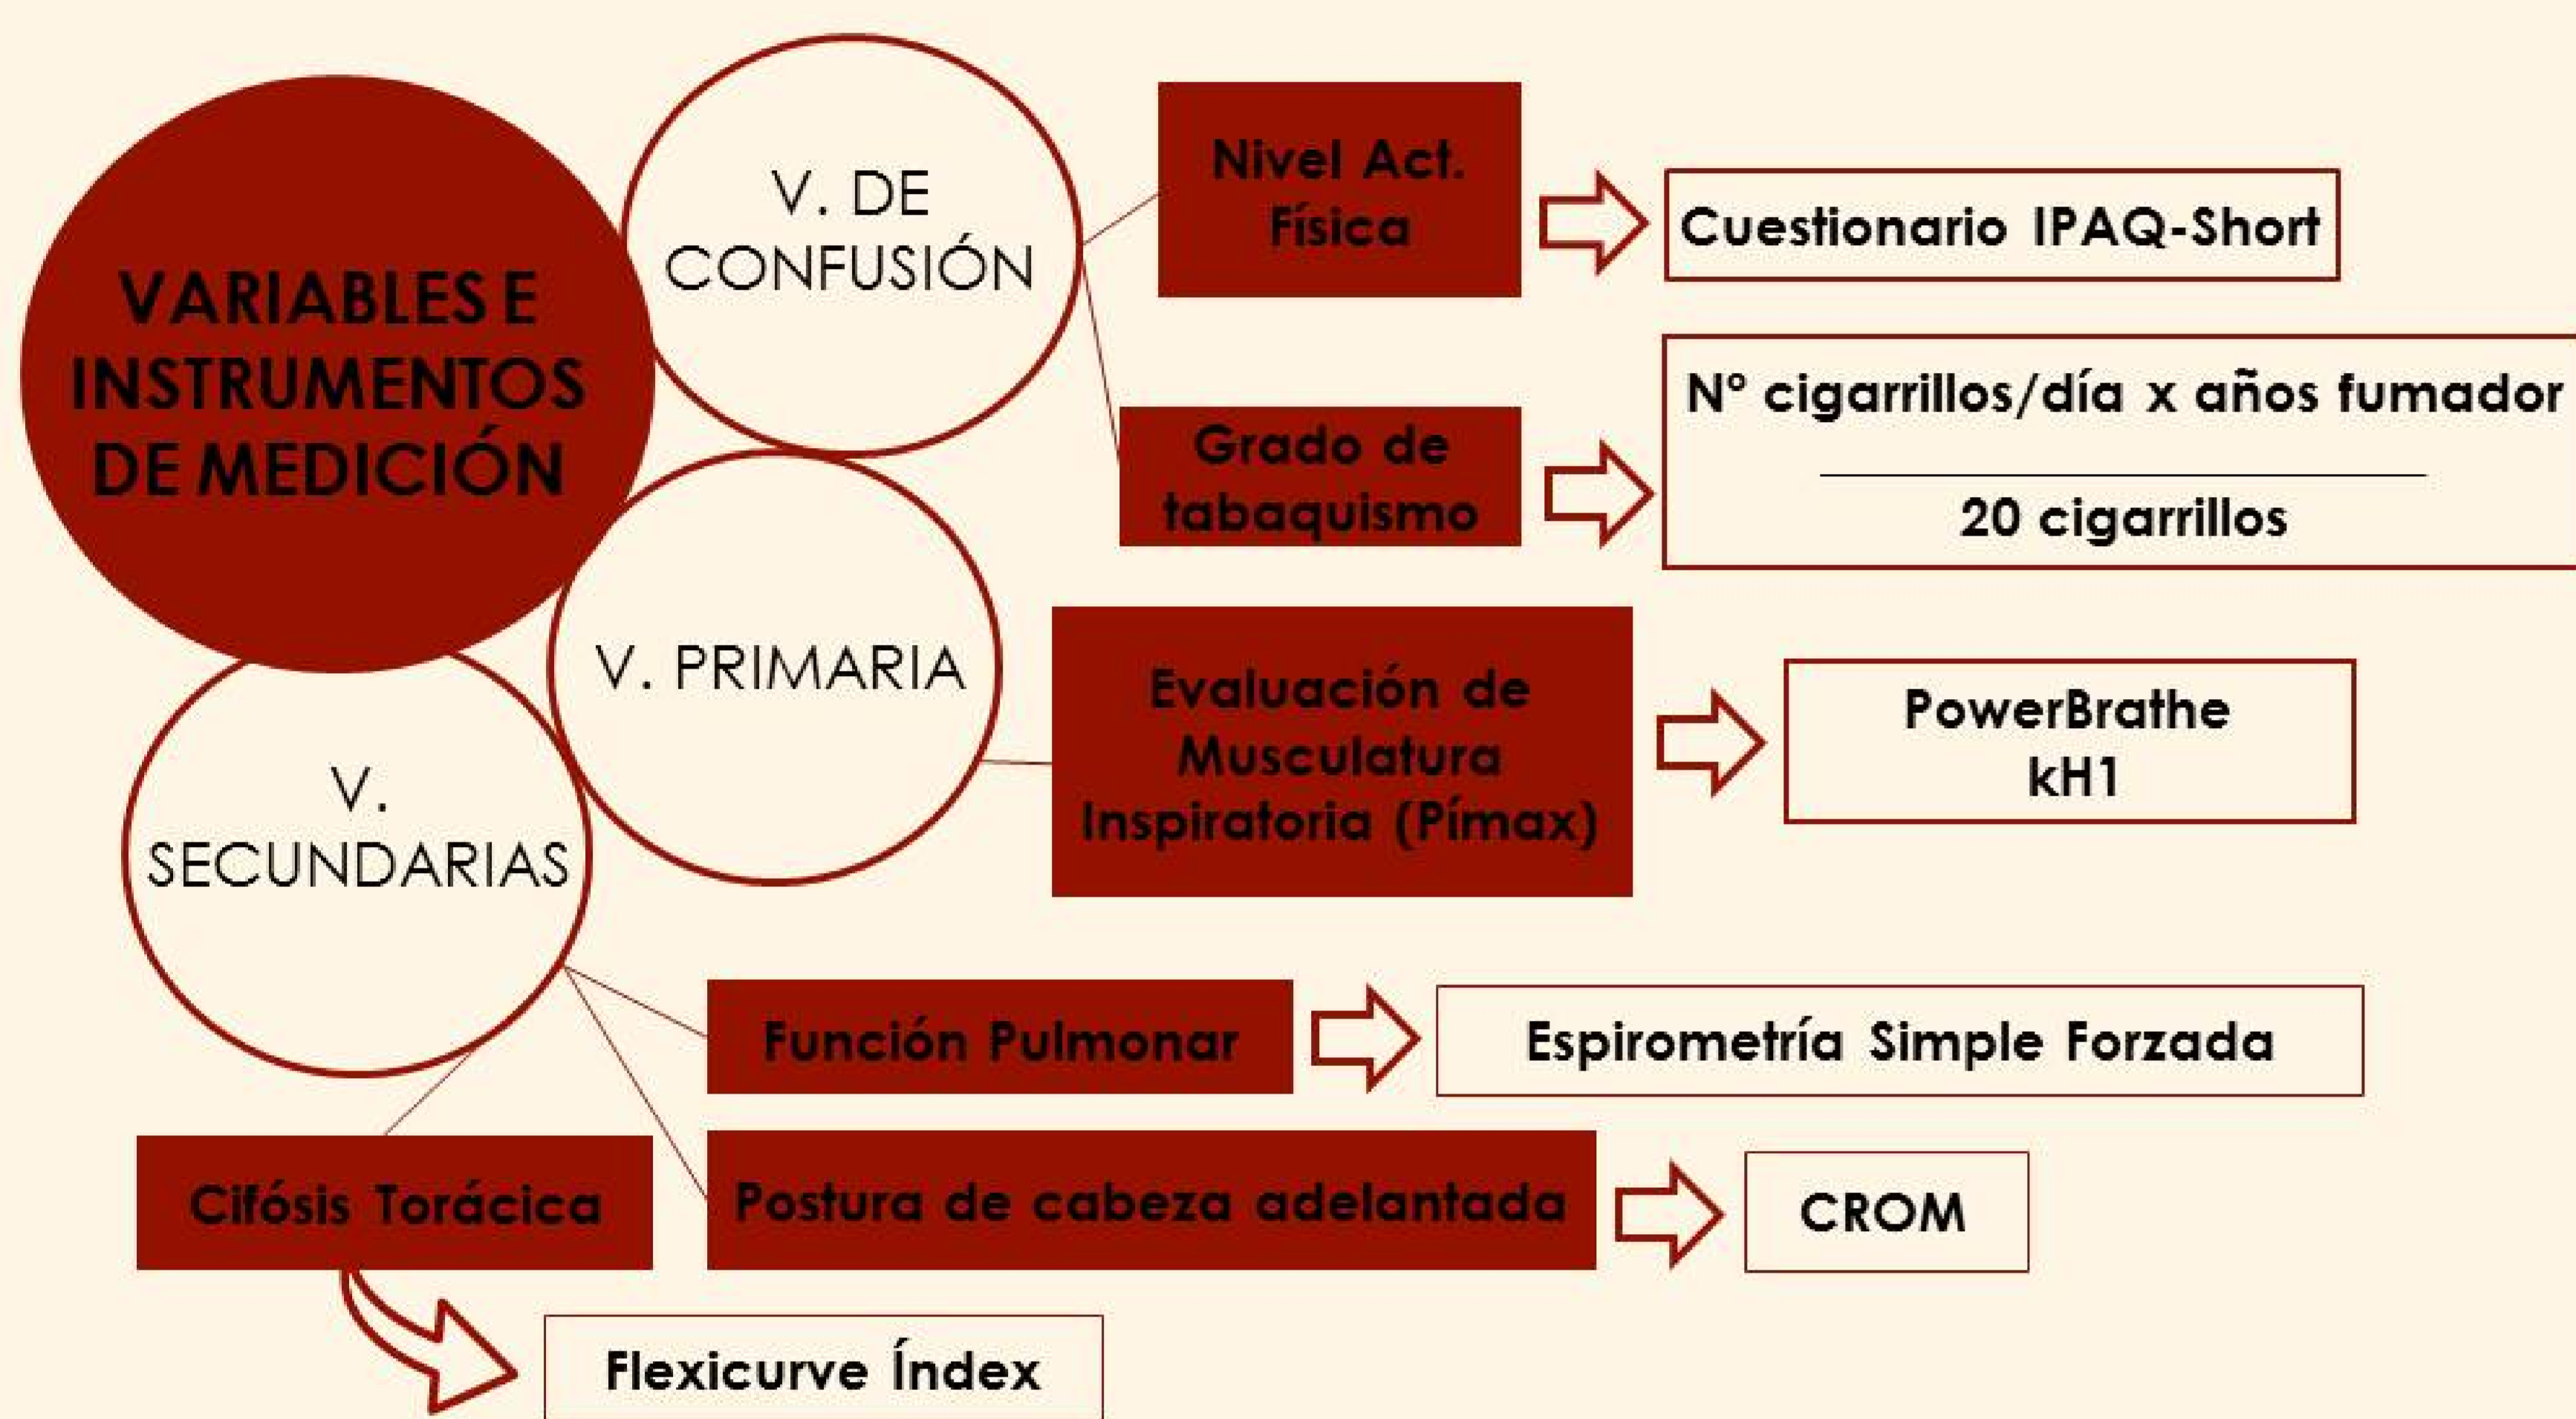 VARIABLES E
INSTRUMENTOS
DE MEDICIÓN
V. DE
CONFUSIÓN
Nivel Act.
Física
Cuestionario IPAQ-Short
Grado de
tabaquismo
Nº cigarrillos/día x años fumador
20 cigarrillos
V. PRIMARIA
Evaluación de
Musculatura
Inspiratoria (Pímax)
PowerBrathe
kH1
V.
SECUNDARIAS
Función Pulmonar
Espirometría Simple Forzada
Postura de cabeza adelantada
CROM
Cifósis Torácica
Flexicurve Índex